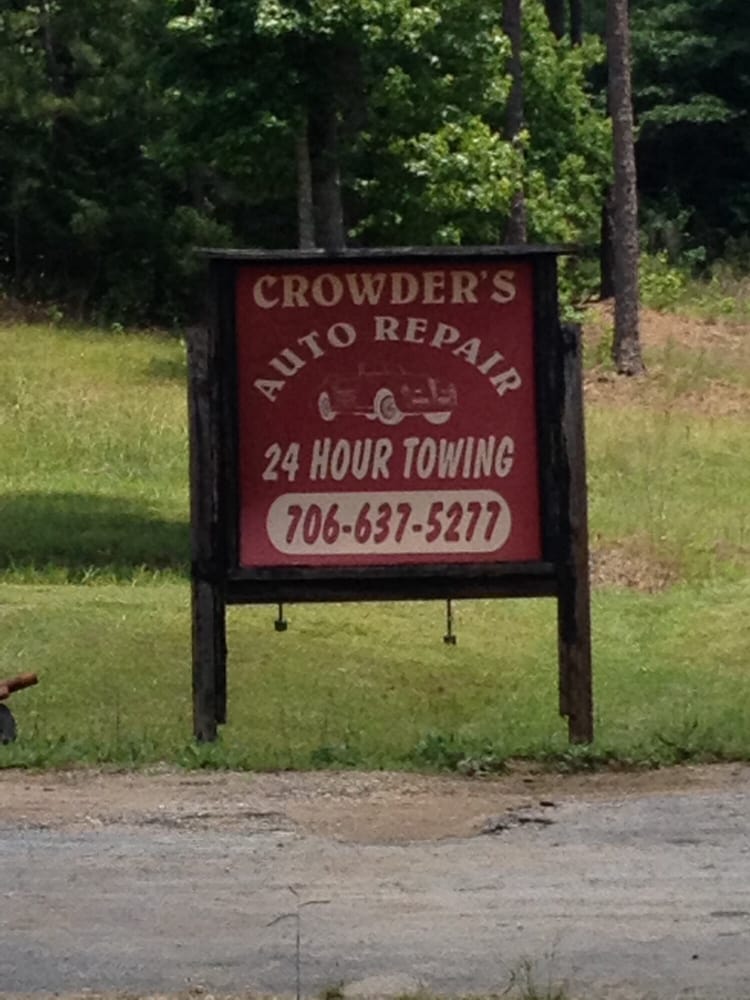 CROWDER'S
AUTO REPAIR
24 HOUR TOWING
706-637-5277